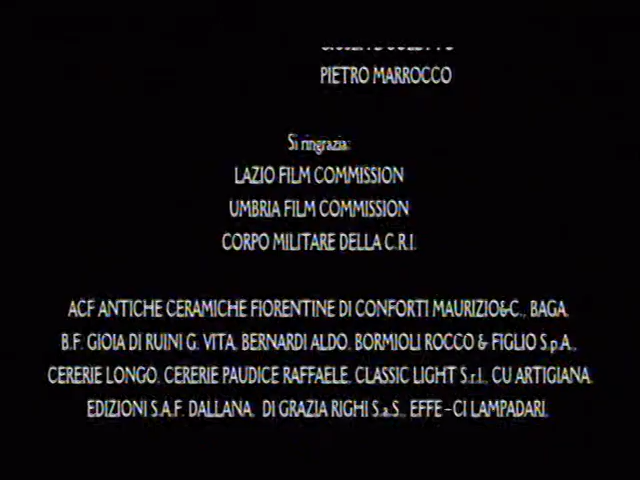 PIETRO MARROCCO
Si ringrazia:
LAZIO FILM COMMISSION
UMBRIA FILM COMMISSION
CORPO MILITARE DELLA C.R.I.
ACF ANTICHE CERAMICHE FIORENTINE DI CONFORTI MAURIZIO&C., BAGA,
B.F. GIOIA DI RUINI G. VITA, BERNARDI ALDO, BORMIOLI ROCCO & FIGLIO S.p.A.,
CERERIE LONGO, CERERIE PAUDICE RAFFAELE, CLASSIC LIGHT S.r.l., CU ARTIGIANA,
EDIZIONI S.A.F. DALLANA, DI GRAZIA RIGHI S.a.S., EFFE-CI LAMPADARI,